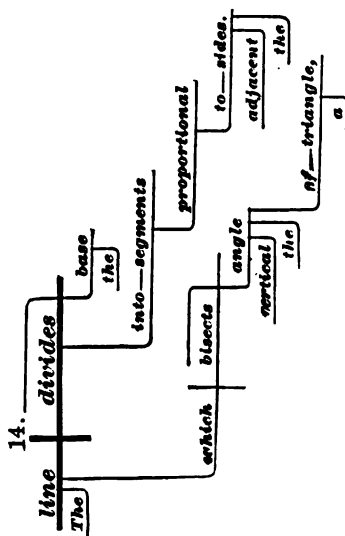 14.
line divides
The
base
the
into—segments
proportional
to—sides.
adjacent
the
which bisects
angle
vertical
the
of—triangle,
a